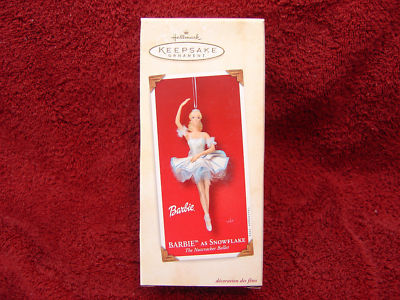 Hallmark
KEEPSAKE
ORNAMENT
Barbie
BARBIE™ AS SNOWFLAKE
The Nutcracker Ballet
décoration des fêtes